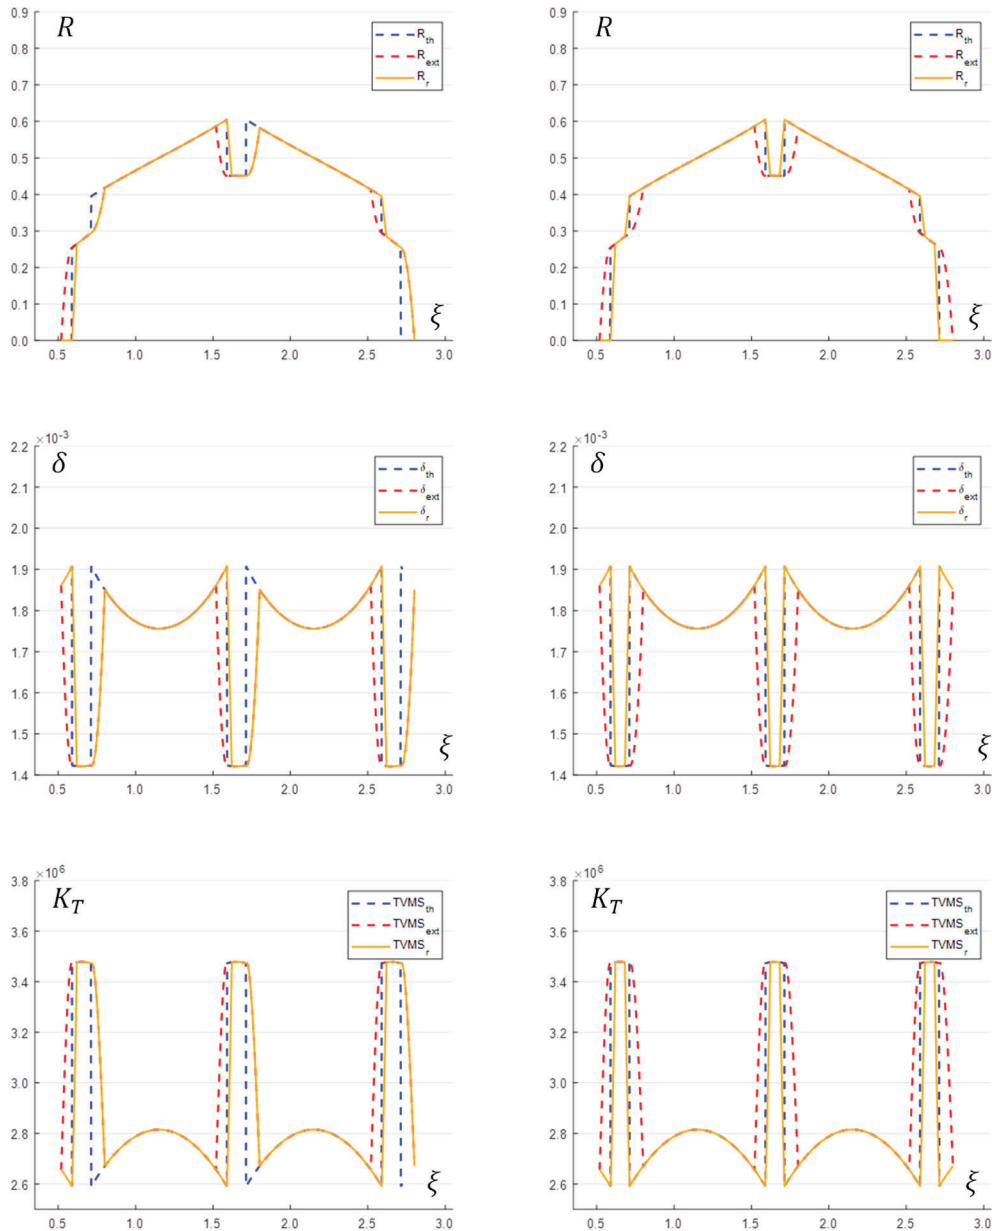 R
0.9
0.8
0.7
0.6
0.5
0.4
0.3
0.2
0.1
0.0
R_th
R_ext
R_r
ξ
0.5 1.0 1.5 2.0 2.5 3.0
R
0.9
0.8
0.7
0.6
0.5
0.4
0.3
0.2
0.1
0.0
R_th
R_ext
R_r
ξ
0.5 1.0 1.5 2.0 2.5 3.0
×10^-3
δ
2.2
2.1
2.0
1.9
1.8
1.7
1.6
1.5
1.4
δ_th
δ_ext
δ_r
ξ
0.5 1.0 1.5 2.0 2.5 3.0
×10^-3
δ
2.2
2.1
2.0
1.9
1.8
1.7
1.6
1.5
1.4
δ_th
δ_ext
δ_r
ξ
0.5 1.0 1.5 2.0 2.5 3.0
×10^6
K_T
3.8
3.6
3.4
3.2
3.0
2.8
2.6
TVMS_th
TVMS_ext
TVMS_r
ξ
0.5 1.0 1.5 2.0 2.5 3.0
×10^6
K_T
3.8
3.6
3.4
3.2
3.0
2.8
2.6
TVMS_th
TVMS_ext
TVMS_r
ξ
0.5 1.0 1.5 2.0 2.5 3.0